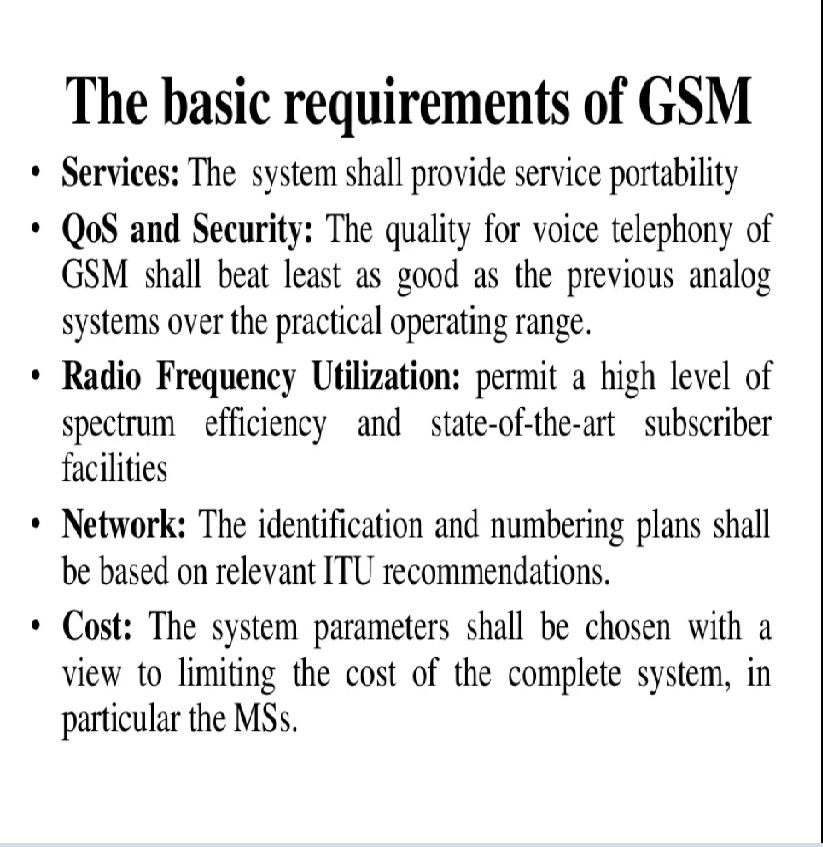 The basic requirements of GSM
• Services: The system shall provide service portability
• QoS and Security: The quality for voice telephony of
GSM shall beat least as good as the previous analog
systems over the practical operating range.
• Radio Frequency Utilization: permit a high level of
spectrum efficiency and state-of-the-art subscriber
facilities
• Network: The identification and numbering plans shall
be based on relevant ITU recommendations.
• Cost: The system parameters shall be chosen with a
view to limiting the cost of the complete system, in
particular the MSs.